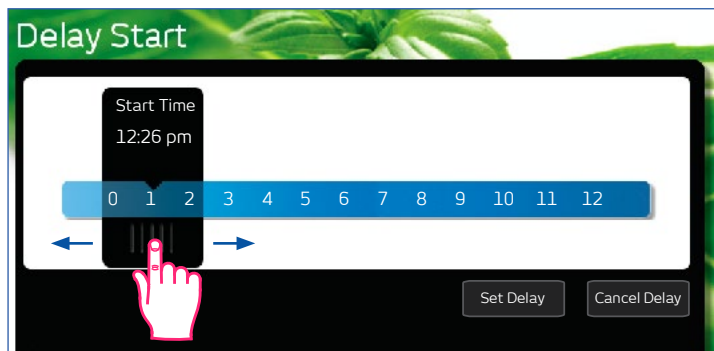 Delay Start
Start Time
12:26 pm
0 1 2 3 4 5 6 7 8 9 10 11 12
Set Delay Cancel Delay